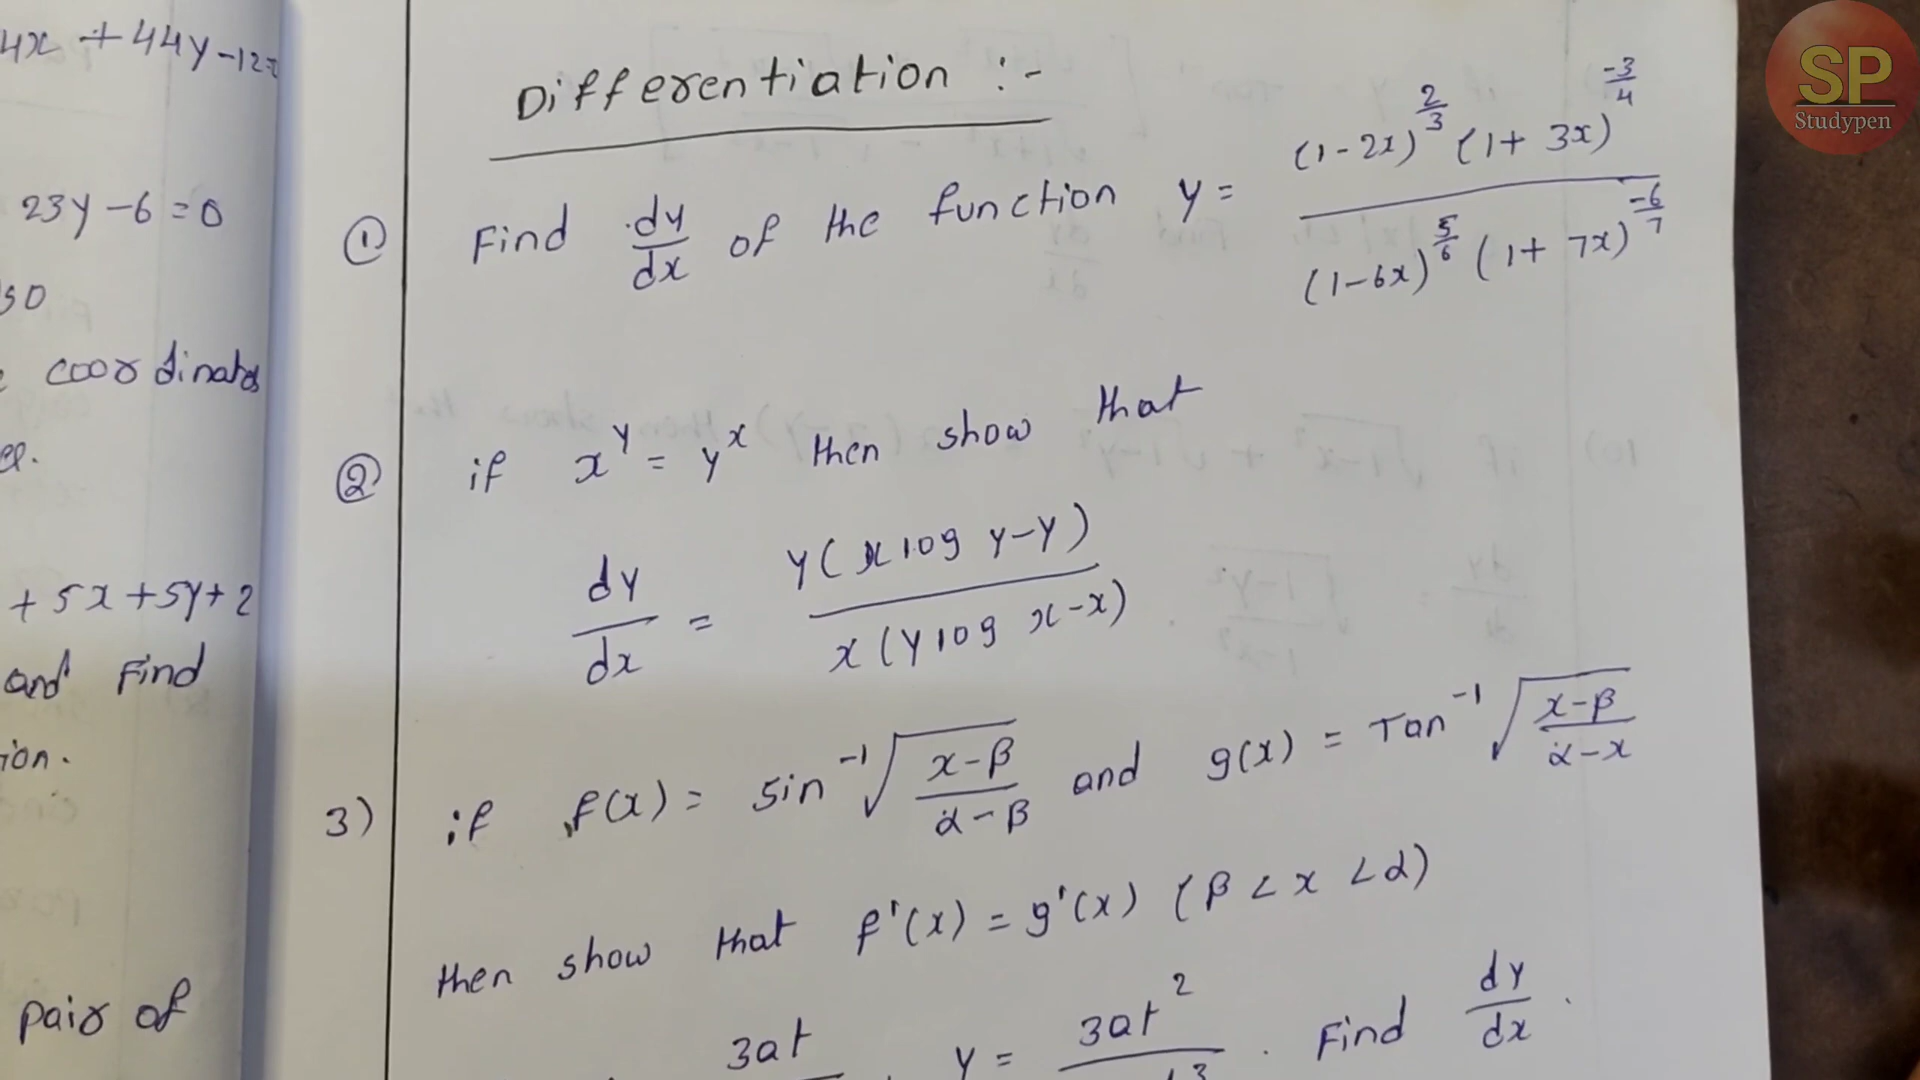 4x + 44y - 12 =
23y - 6 = 0
so
coordinates
+ 5x + 5y + 2
and Find
ion.
pair of
Differentiation :-
① Find dy/dx of the function y = (1-2x)^{2/3} (1+3x)^{-3/4} / (1-6x)^{5/6} (1+7x)^{-6/7}
② if x^y = y^x then show that
dy/dx = y(x log y-y) / x(y log x-x).
3) if f(x) = sin^{-1}√((x-β)/(α-β)) and g(x) = Tan^{-1}√((x-β)/(α-x))
then show that f'(x) = g'(x) (β < x < α)
3at , y = 3at^2 / 3 . Find dy/dx .
SP
Studypen